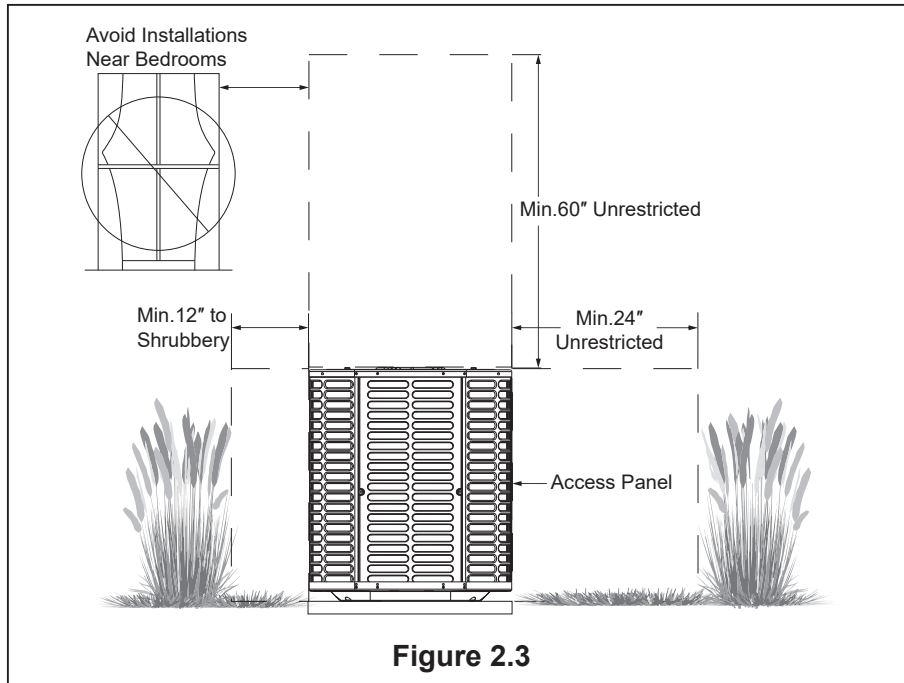 Avoid Installations
Near Bedrooms
Min.60″ Unrestricted
Min.12″ to
Shrubbery
Min.24″
Unrestricted
Access Panel
Figure 2.3